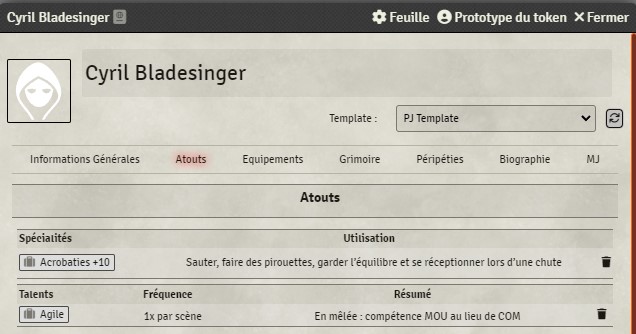 Cyril Bladesinger Feuille Prototype du token Fermer
Cyril Bladesinger
Template : PJ Template
Informations Générales Atouts Equipements Grimoire Péripéties Biographie MJ
Atouts
Spécialités Utilisation
Acrobaties +10 Sauter, faire des pirouettes, garder l'équilibre et se réceptionner lors d'une chute
Talents Fréquence Résumé
Agile 1x par scène En mêlée : compétence MOU au lieu de COM